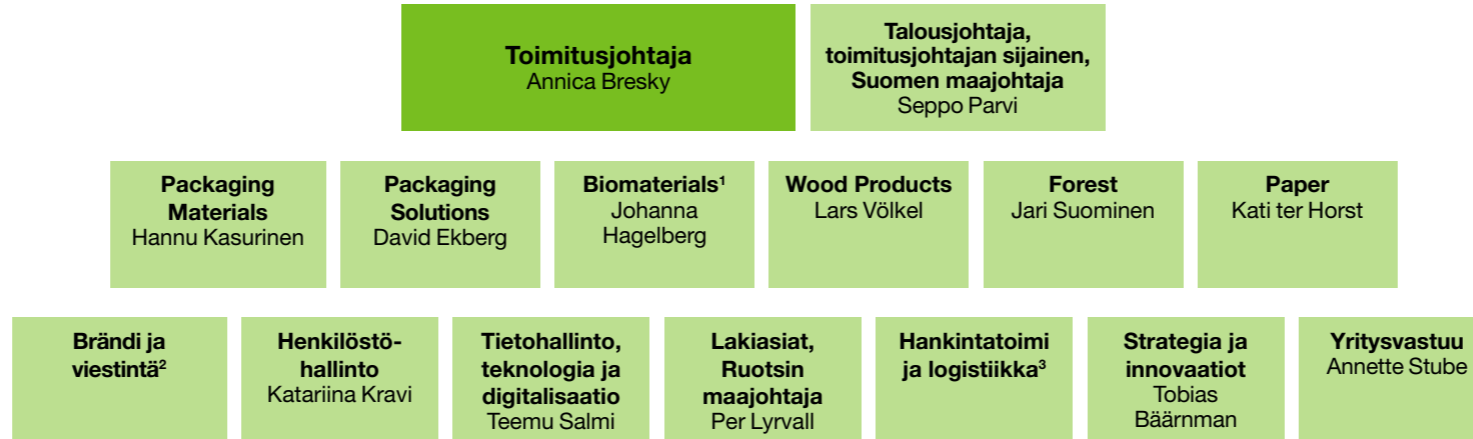 Toimitusjohtaja
Annica Bresky
Talousjohtaja,
toimitusjohtajan sijainen,
Suomen maajohtaja
Seppo Parvi
Packaging
Materials
Hannu Kasurinen
Packaging
Solutions
David Ekberg
Biomaterials¹
Johanna
Hagelberg
Wood Products
Lars Völkel
Forest
Jari Suominen
Paper
Kati ter Horst
Brändi ja
viestintä²
Henkilöstö-
hallinto
Katariina Kravi
Tietohallinto,
teknologia ja
digitalisaatio
Teemu Salmi
Lakiasiat,
Ruotsin
maajohtaja
Per Lyrvall
Hankintatoimi
ja logistiikka³
Strategia ja
innovaatiot
Tobias
Bäärnman
Yritysvastuu
Annette Stube